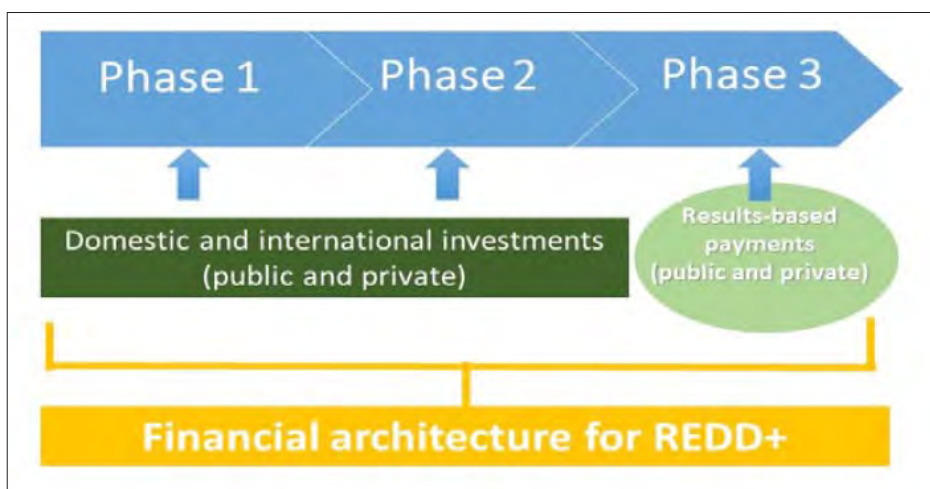 Phase 1
Phase 2
Phase 3
Domestic and international investments
(public and private)
Results-based
payments
(public and private)
Financial architecture for REDD+